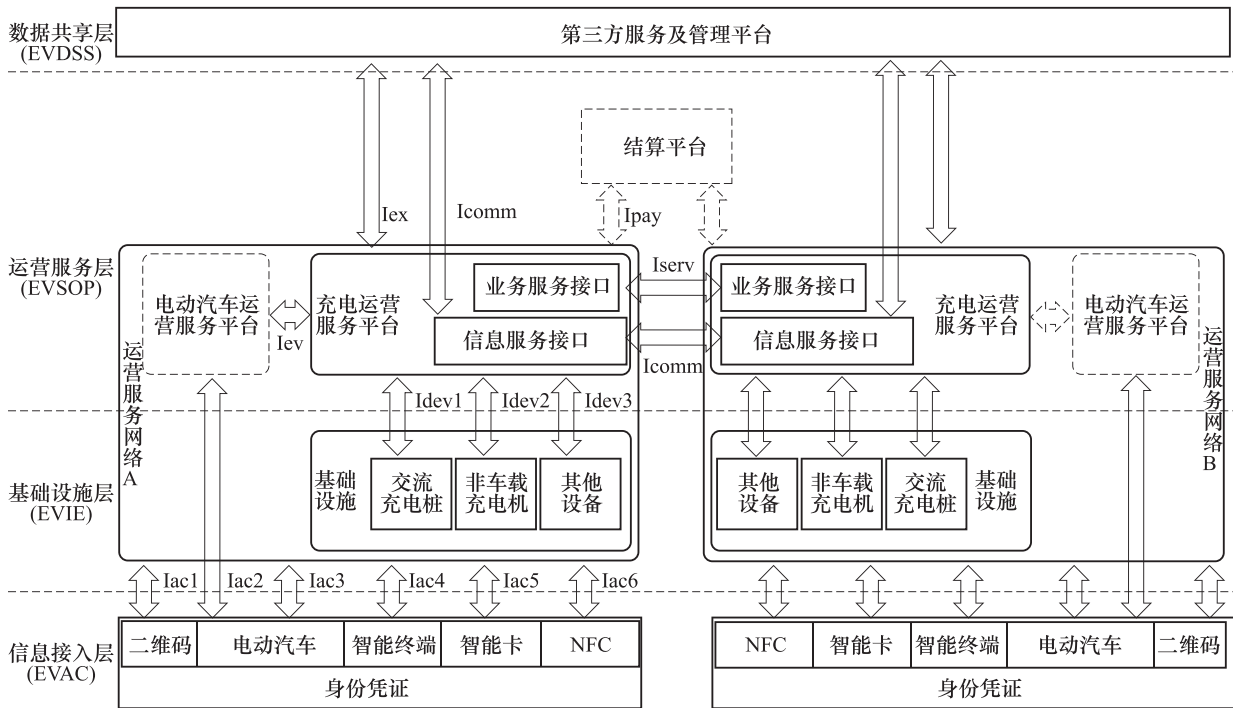 数据共享层
(EVDSS)
第三方服务及管理平台
结算平台
Iex
Icomm
Ipay
运营服务层
(EVSOP)
电动汽车运
营服务平台
Iev
充电运营
服务平台
业务服务接口
信息服务接口
Iserv
Icomm
业务服务接口
信息服务接口
充电运营
服务平台
电动汽车运
营服务平台
运营服务网络A
运营服务网络B
Idev1
Idev2
Idev3
基础设施层
(EVIE)
基础
设施
交流
充电桩
非车载
充电机
其他
设备
其他
设备
非车载
充电机
交流
充电桩
基础
设施
Iac1
Iac2
Iac3
Iac4
Iac5
Iac6
信息接入层
(EVAC)
二维码
电动汽车
智能终端
智能卡
NFC
身份凭证
NFC
智能卡
智能终端
电动汽车
二维码
身份凭证